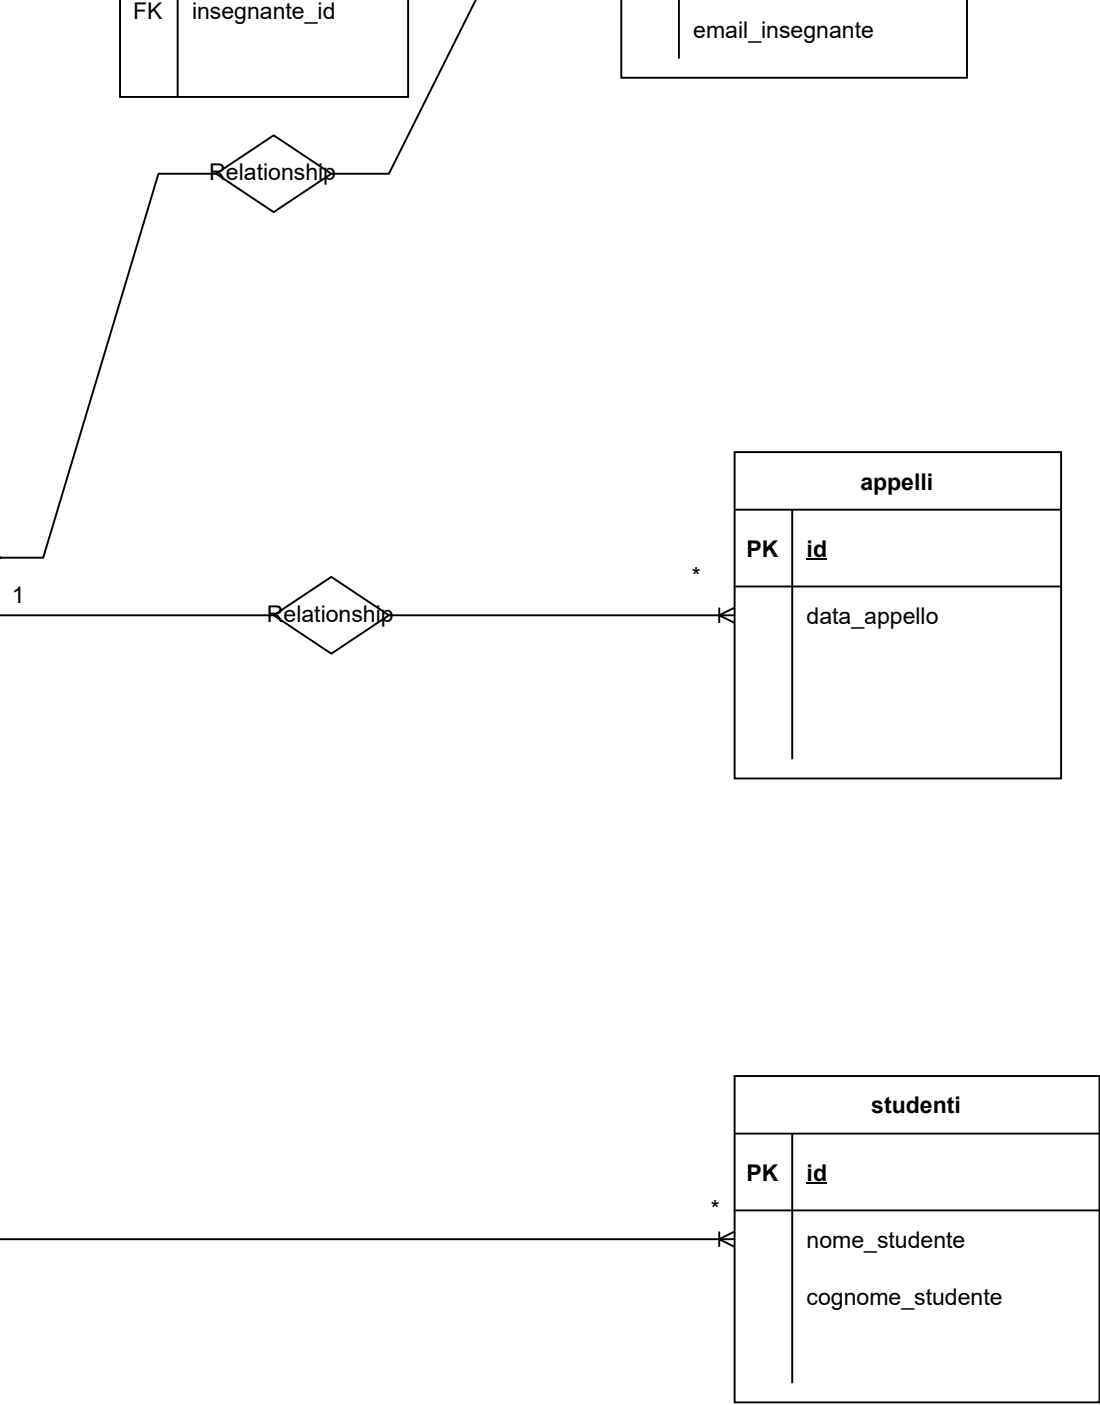 FK insegnante_id
email_insegnante
Relationship
appelli
PK id
*
1
Relationship
data_appello
studenti
PK id
*
nome_studente
cognome_studente